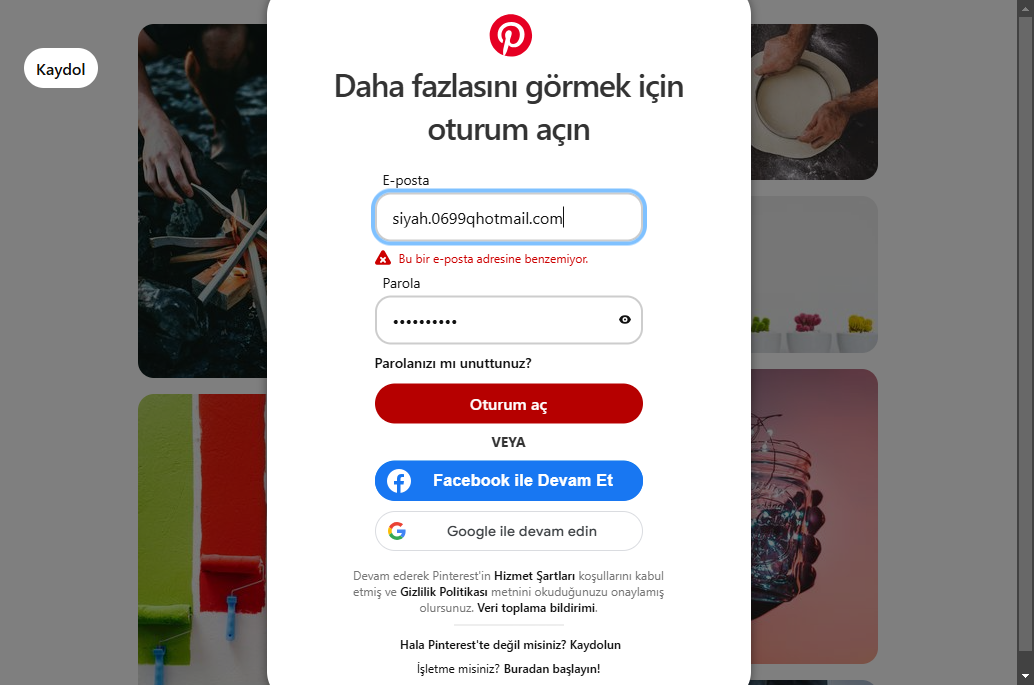 Kaydol
Daha fazlasını görmek için
oturum açın
E-posta
siyah.0699qhotmail.com
Bu bir e-posta adresine benzemiyor.
Parola
••••••••••
Parolanızı mı unuttunuz?
Oturum aç
VEYA
Facebook ile Devam Et
Google ile devam edin
Devam ederek Pinterest'in Hizmet Şartları koşullarını kabul
etmiş ve Gizlilik Politikası metnini okuduğunuzu onaylamış
olursunuz. Veri toplama bildirimi.
Hala Pinterest'te değil misiniz? Kaydolun
İşletme misiniz? Buradan başlayın!